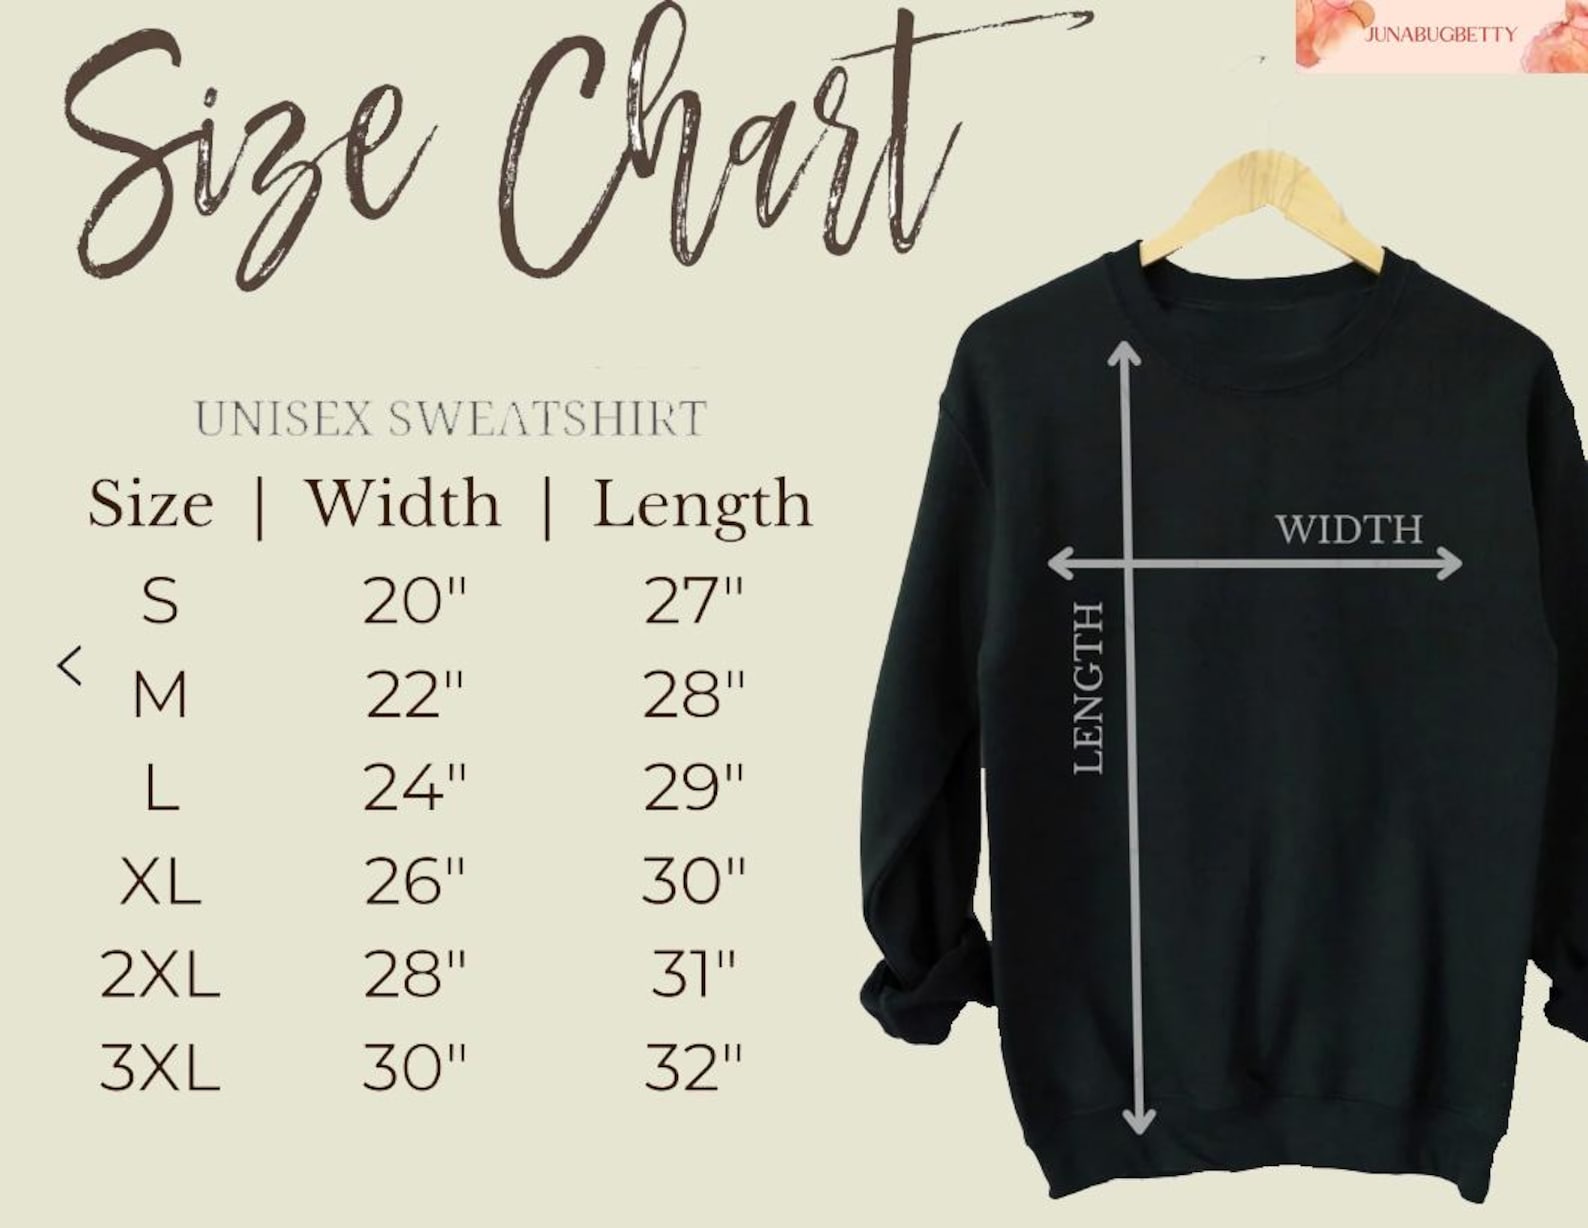 Size Chart
JUNABUGBETTY
UNISEX SWEATSHIRT
Size | Width | Length
S 20" 27"
M 22" 28"
L 24" 29"
XL 26" 30"
2XL 28" 31"
3XL 30" 32"
WIDTH
LENGTH